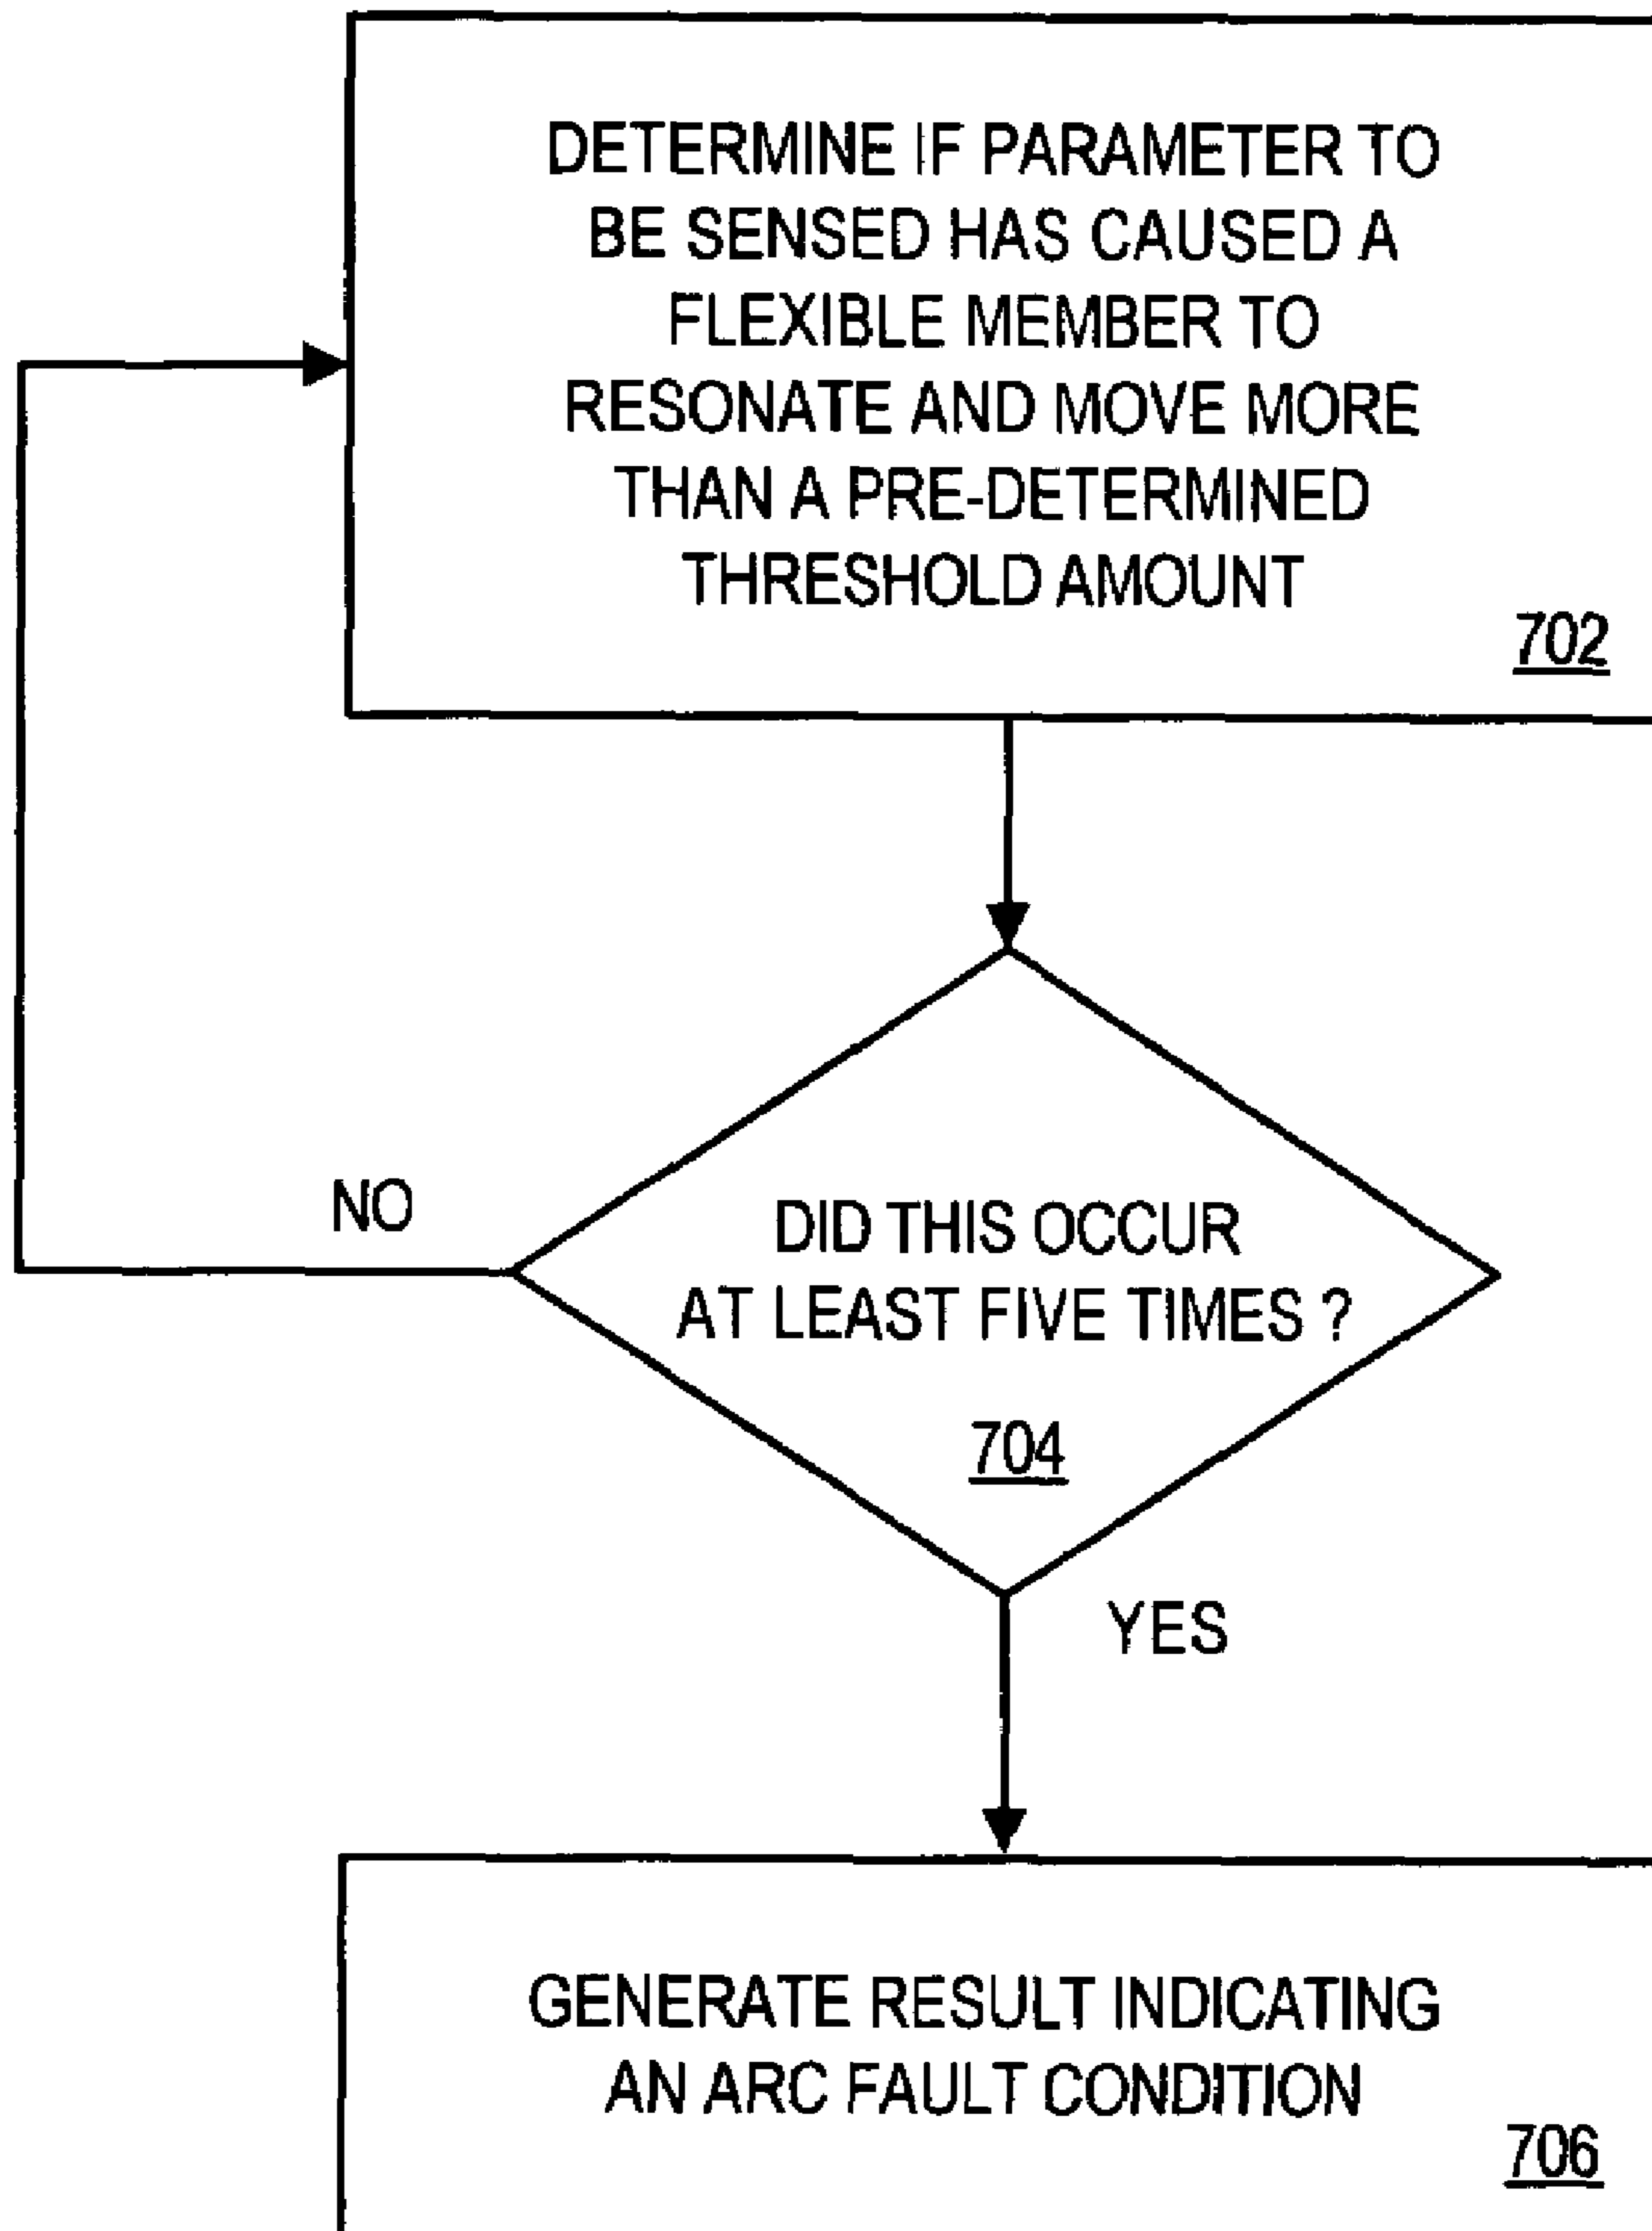 DETERMINE IF PARAMETER TO
BE SENSED HAS CAUSED A
FLEXIBLE MEMBER TO
RESONATE AND MOVE MORE
THAN A PRE-DETERMINED
THRESHOLD AMOUNT
702
NO
DID THIS OCCUR
AT LEAST FIVE TIMES ?
704
YES
GENERATE RESULT INDICATING
AN ARC FAULT CONDITION
706